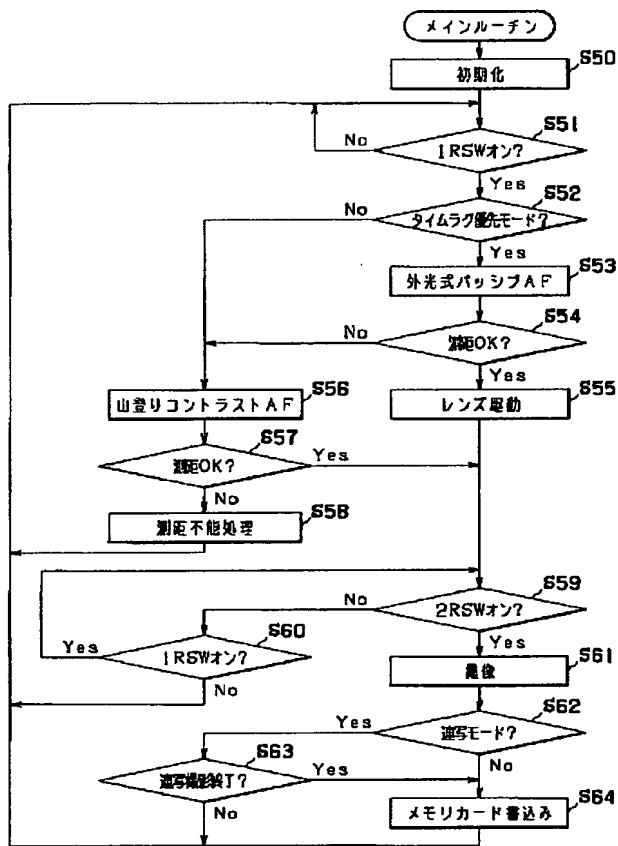 メインルーチン
S50
初期化
S51
1RSWオン?
No
Yes
S52
タイムラグ優先モード?
No
Yes
S53
外光式パッシブAF
S54
測距OK?
No
Yes
S55
レンズ駆動
S56
山登りコントラストAF
S57
測距OK?
Yes
No
S58
測距不能処理
S59
2RSWオン?
No
Yes
S60
1RSWオン?
Yes
No
S61
撮像
S62
連写モード?
Yes
No
S63
連写撮影終了?
Yes
No
S64
メモリカード書込み